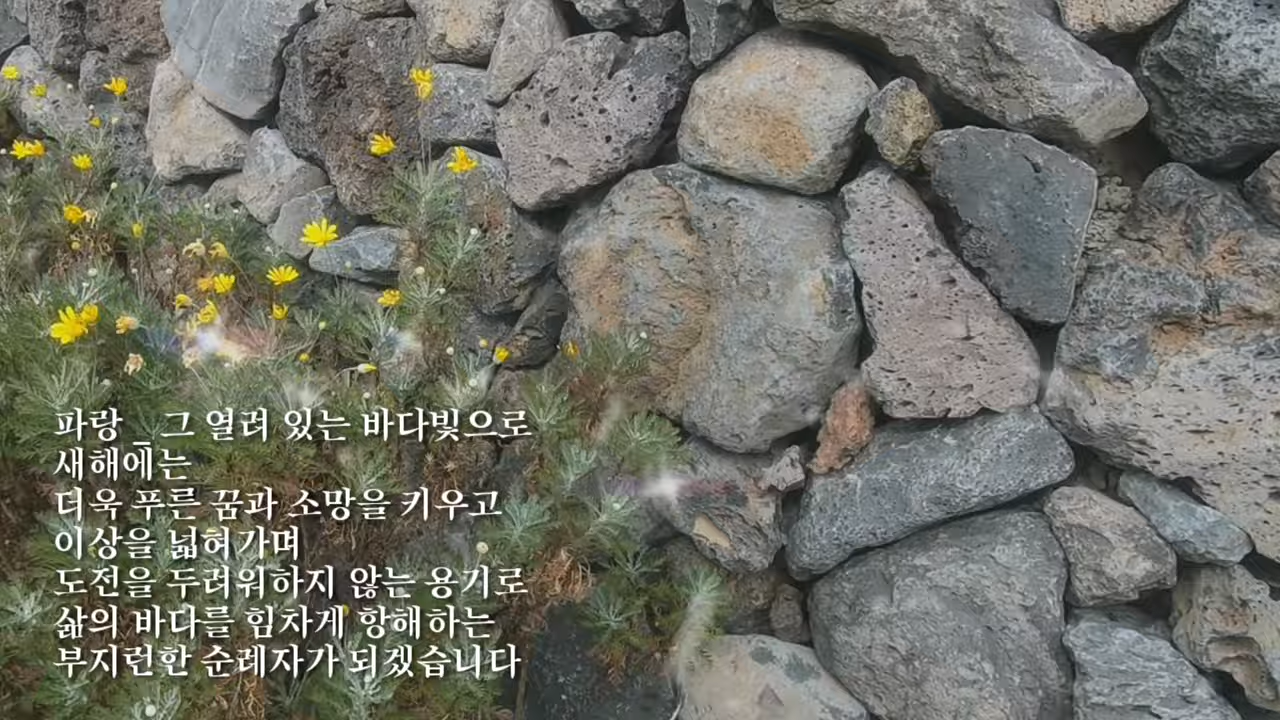 파랑 _ 그 열려 있는 바다빛으로
새해에는
더욱 푸른 꿈과 소망을 키우고
이상을 넓혀가며
도전을 두려워하지 않는 용기로
삶의 바다를 힘차게 항해하는
부지런한 순례자가 되겠습니다